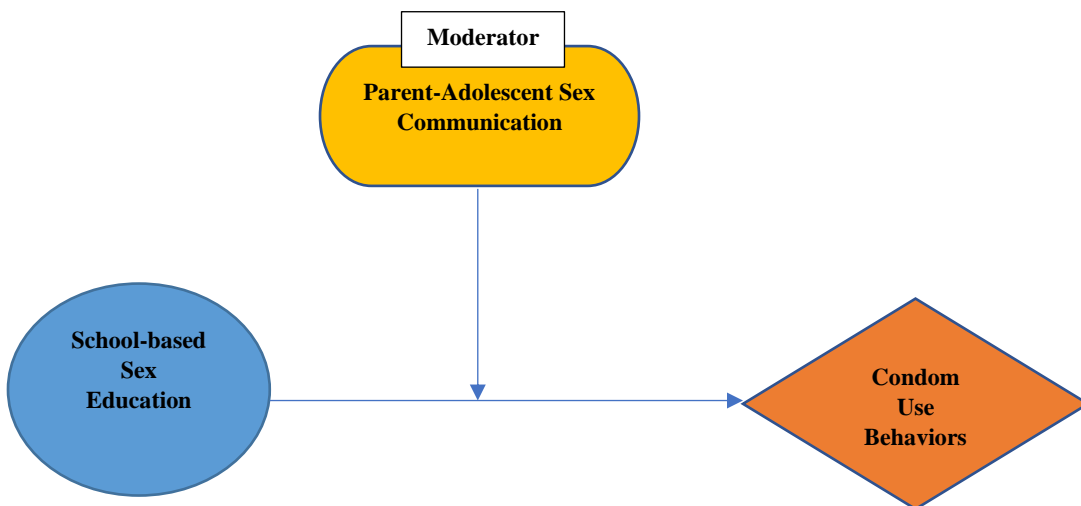 Moderator
Parent-Adolescent Sex
Communication
School-based
Sex
Education
Condom
Use
Behaviors